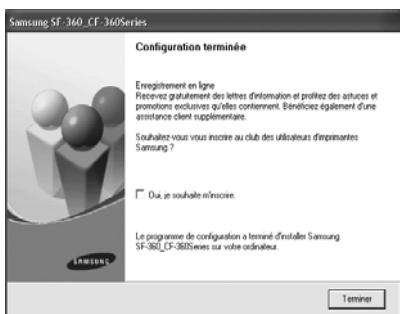 Samsung SF-360_CF-360Series
Configuration terminée
Enregistrement en ligne
Recevez gratuitement des lettres d'information et profitez des astuces et
promotions exclusives qu'elles contiennent. Bénéficiez également d'une
assistance client supplémentaire.
Souhaitez-vous vous inscrire au club des utilisateurs d'imprimantes
Samsung ?
Oui, je souhaite m'inscrire.
Le programme de configuration a terminé d'installer Samsung
SF-360_CF-360Series sur votre ordinateur.
SAMSUNG
Terminer